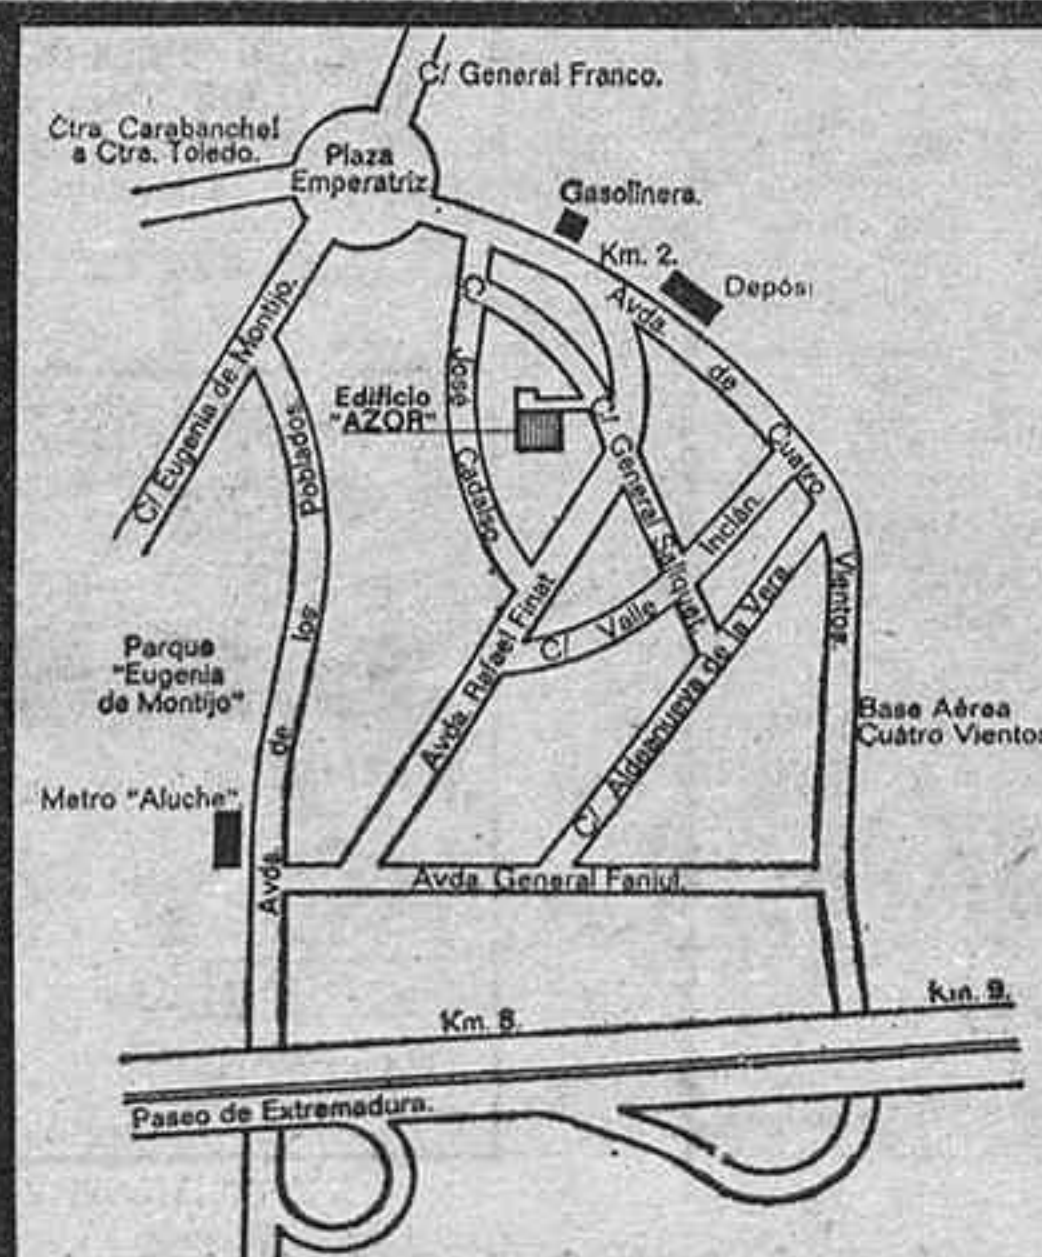 C/ General Franco.
Ctra. Carabanchel
a Ctra. Toledo.
Plaza
Emperatriz
Gasolinera.
Km. 2.
Depósi
Avda. de Cuatro Vientos.
C/ Eugenia de Montijo.
C/ José Cadalso.
Edificio
"AZOR"
C/ General Saliquet.
Avda. de los Poblados
C/ Valle Inclán.
Avda. Rafael Finat
C/ Aldeanueva de la Vera.
Parque
"Eugenia
de Montijo"
Base Aérea
Cuátro Vientos
Metro "Aluche"
Avda. General Fanjul.
Km. 8.
Km. 9.
Paseo de Extremadura.